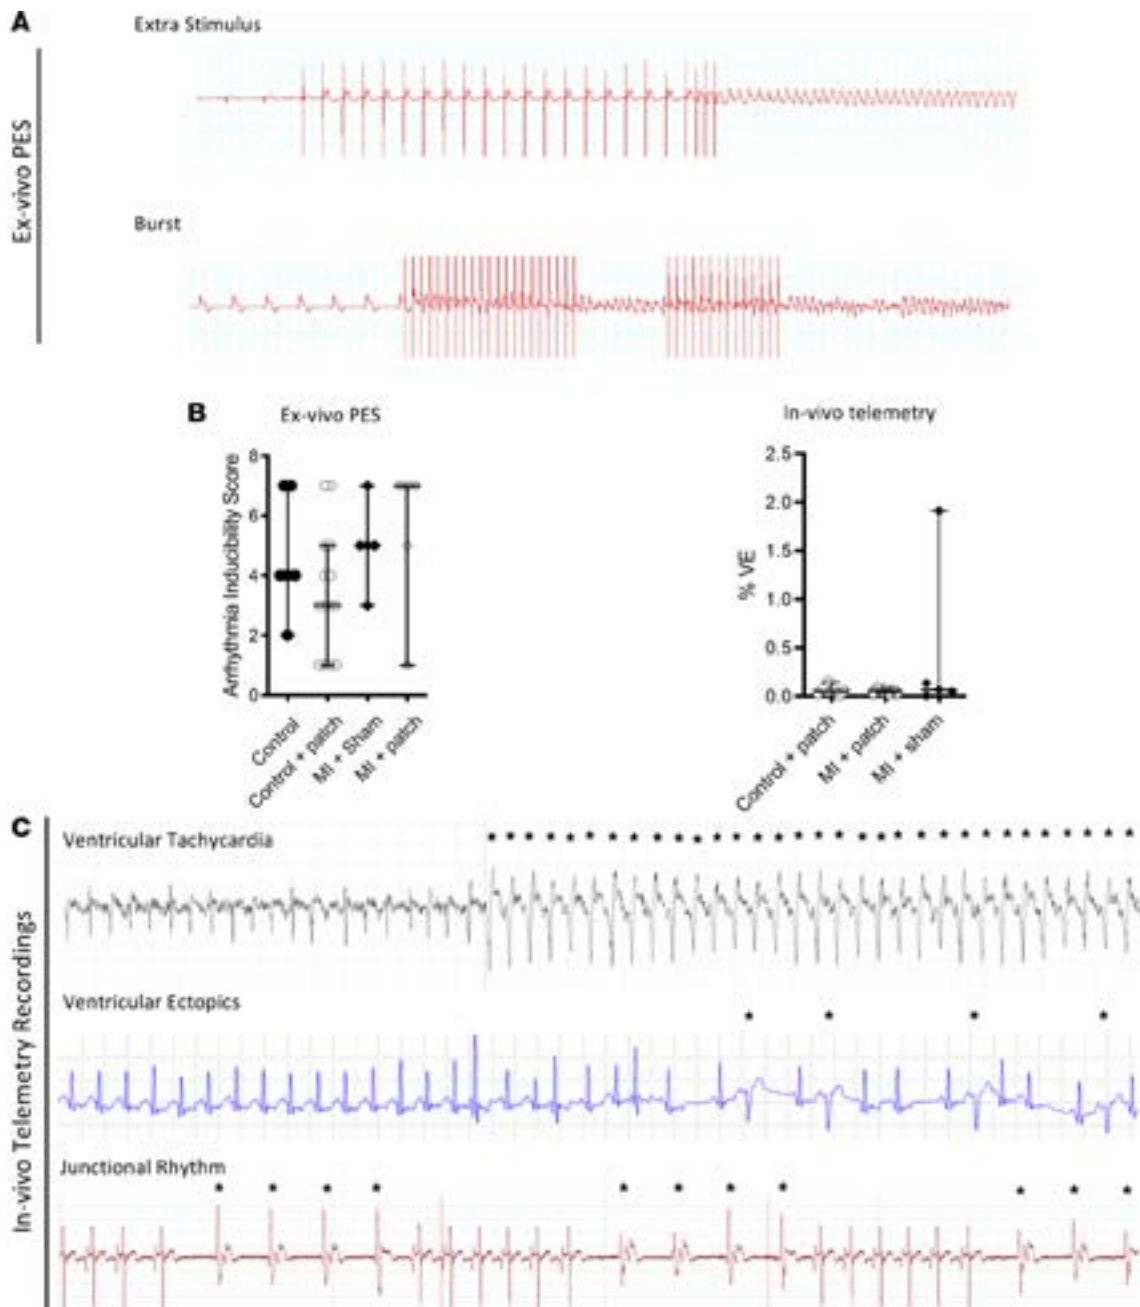 A
Extra Stimulus
Ex-vivo PES
Burst
B
Ex-vivo PES
Arrhythmia Inducibility Score
8
6
4
2
0
Control
Control + patch
MI + Sham
MI + patch
In-vivo telemetry
% VE
2.5
2.0
1.5
1.0
0.5
0.0
Control + patch
MI + patch
MI + sham
C
In-vivo Telemetry Recordings
Ventricular Tachycardia
Ventricular Ectopics
Junctional Rhythm